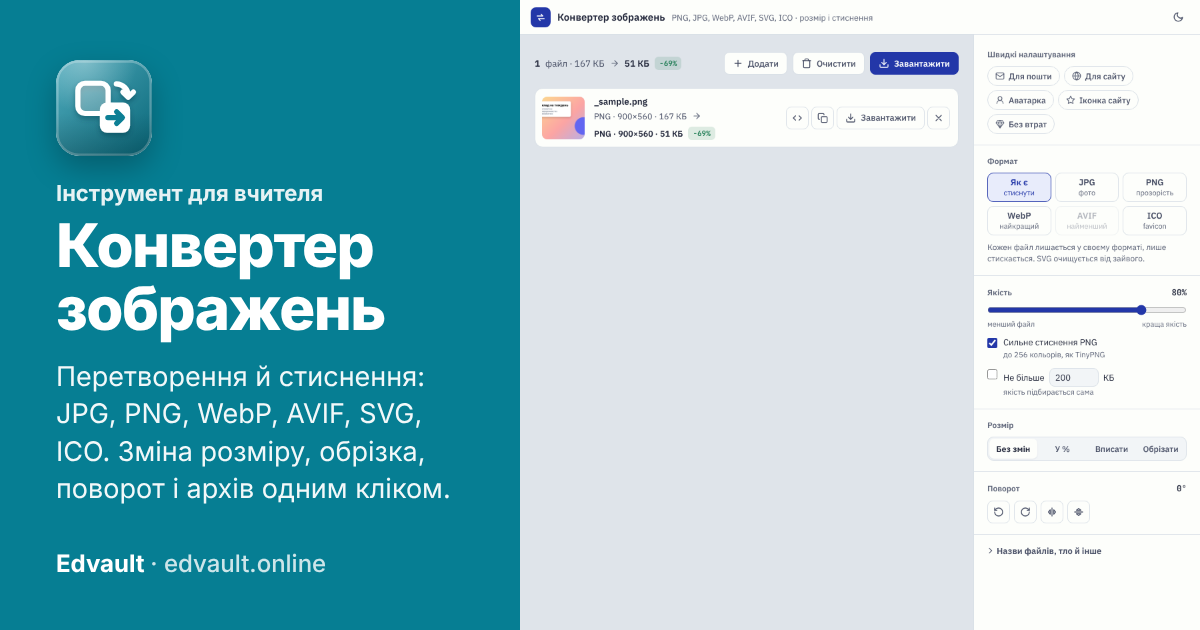 Інструмент для вчителя
Конвертер
зображень
Перетворення й стиснення:
JPG, PNG, WebP, AVIF, SVG,
ICO. Зміна розміру, обрізка,
поворот і архів одним кліком.
Edvault · edvault.online
Конвертер зображень PNG, JPG, WebP, AVIF, SVG, ICO · розмір і стиснення
1 файл · 167 КБ → 51 КБ -69%
Додати
Очистити
Завантажити
_sample.png
PNG · 900×560 · 167 КБ →
PNG · 900×560 · 51 КБ -69%
Завантажити
Швидкі налаштування
Для пошти
Для сайту
Аватарка
Іконка сайту
Без втрат
Формат
Як є
стиснути
JPG
фото
PNG
прозорість
WebP
найкращий
AVIF
найменший
ICO
favicon
Кожен файл лишається у своєму форматі, лише
стискається. SVG очищується від зайвого.
Якість 80%
менший файл краща якість
Сильне стиснення PNG
до 256 кольорів, як TinyPNG
Не більше 200 КБ
якість підбирається сама
Розмір
Без змін У % Вписати Обрізати
Поворот 0°
Назви файлів, тло й інше